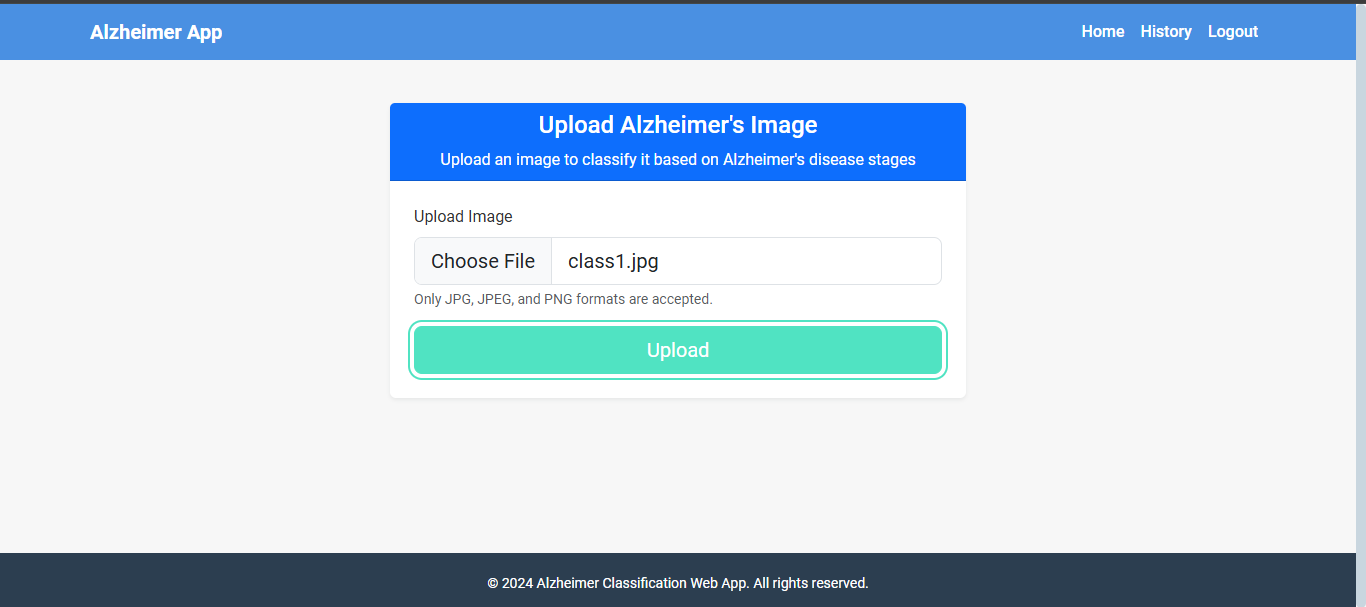 Alzheimer App
Home History Logout
Upload Alzheimer's Image
Upload an image to classify it based on Alzheimer's disease stages
Upload Image
Choose File class1.jpg
Only JPG, JPEG, and PNG formats are accepted.
Upload
© 2024 Alzheimer Classification Web App. All rights reserved.